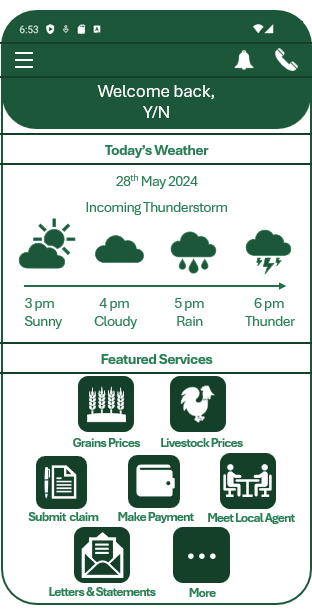 6:53
Welcome back,
Y/N
Today's Weather
28th May 2024
Incoming Thunderstorm
3 pm 4 pm 5 pm 6 pm
Sunny Cloudy Rain Thunder
Featured Services
Grains Prices Livestock Prices
Submit claim Make Payment Meet Local Agent
Letters & Statements More